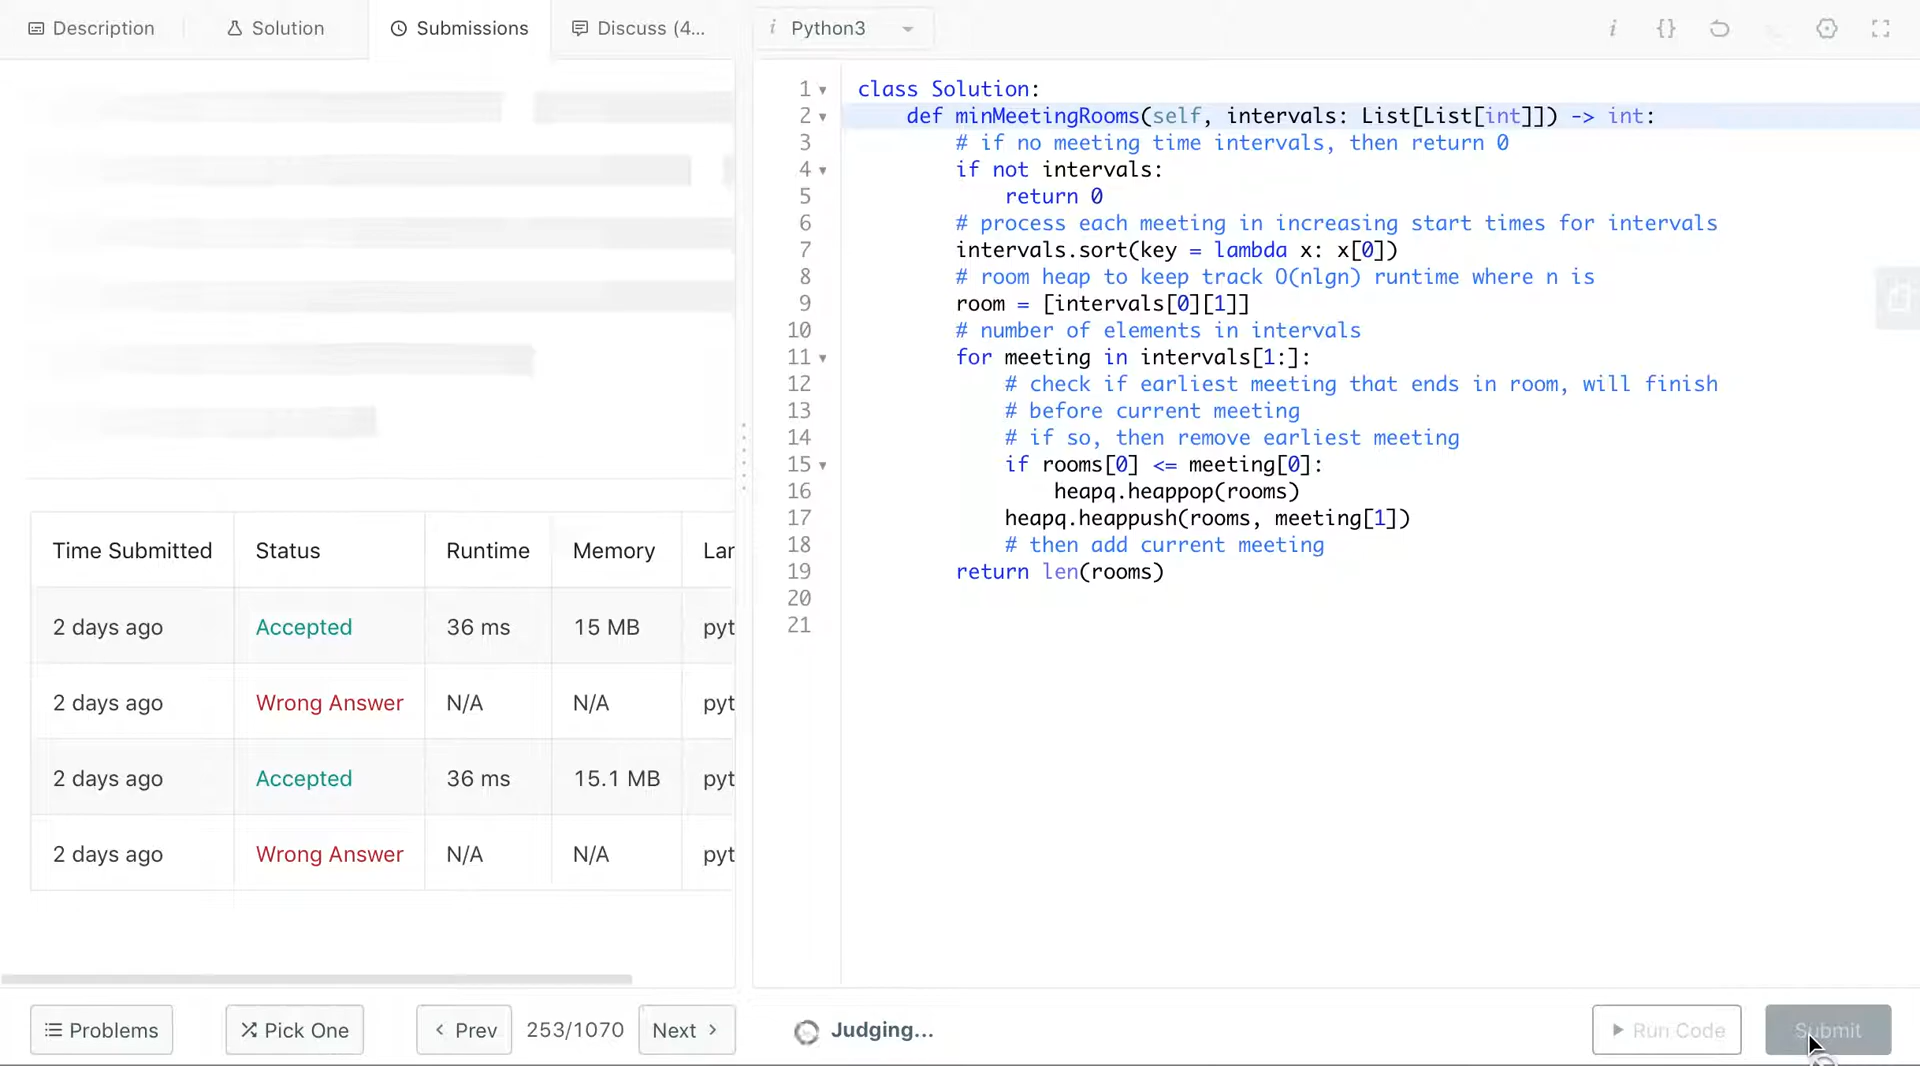 Description
Solution
Submissions
Discuss (4...
i Python3
i {}
1 class Solution:
2 def minMeetingRooms(self, intervals: List[List[int]]) -> int:
3 # if no meeting time intervals, then return 0
4 if not intervals:
5 return 0
6 # process each meeting in increasing start times for intervals
7 intervals.sort(key = lambda x: x[0])
8 # room heap to keep track O(nlgn) runtime where n is
9 room = [intervals[0][1]]
10 # number of elements in intervals
11 for meeting in intervals[1:]:
12 # check if earliest meeting that ends in room, will finish
13 # before current meeting
14 # if so, then remove earliest meeting
15 if rooms[0] <= meeting[0]:
16 heapq.heappop(rooms)
17 heapq.heappush(rooms, meeting[1])
18 # then add current meeting
19 return len(rooms)
20
21
Time Submitted Status Runtime Memory Lar
2 days ago Accepted 36 ms 15 MB pyt
2 days ago Wrong Answer N/A N/A pyt
2 days ago Accepted 36 ms 15.1 MB pyt
2 days ago Wrong Answer N/A N/A pyt
Problems
Pick One
< Prev
253/1070
Next >
Judging...
Run Code
Submit